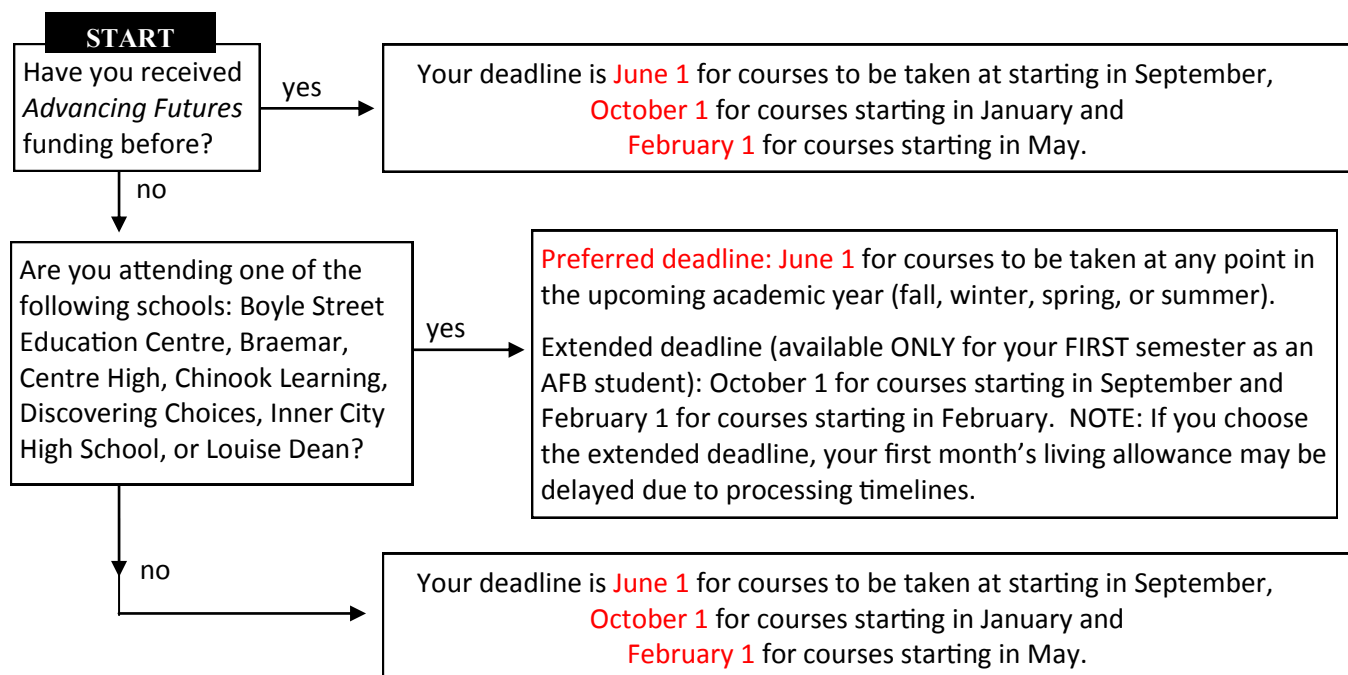 START
Have you received
Advancing Futures
funding before?
yes
Your deadline is June 1 for courses to be taken at starting in September,
October 1 for courses starting in January and
February 1 for courses starting in May.
no
Are you attending one of the
following schools: Boyle Street
Education Centre, Braemar,
Centre High, Chinook Learning,
Discovering Choices, Inner City
High School, or Louise Dean?
yes
Preferred deadline: June 1 for courses to be taken at any point in
the upcoming academic year (fall, winter, spring, or summer).
Extended deadline (available ONLY for your FIRST semester as an
AFB student): October 1 for courses starting in September and
February 1 for courses starting in February.  NOTE: If you choose
the extended deadline, your first month’s living allowance may be
delayed due to processing timelines.
no
Your deadline is June 1 for courses to be taken at starting in September,
October 1 for courses starting in January and
February 1 for courses starting in May.